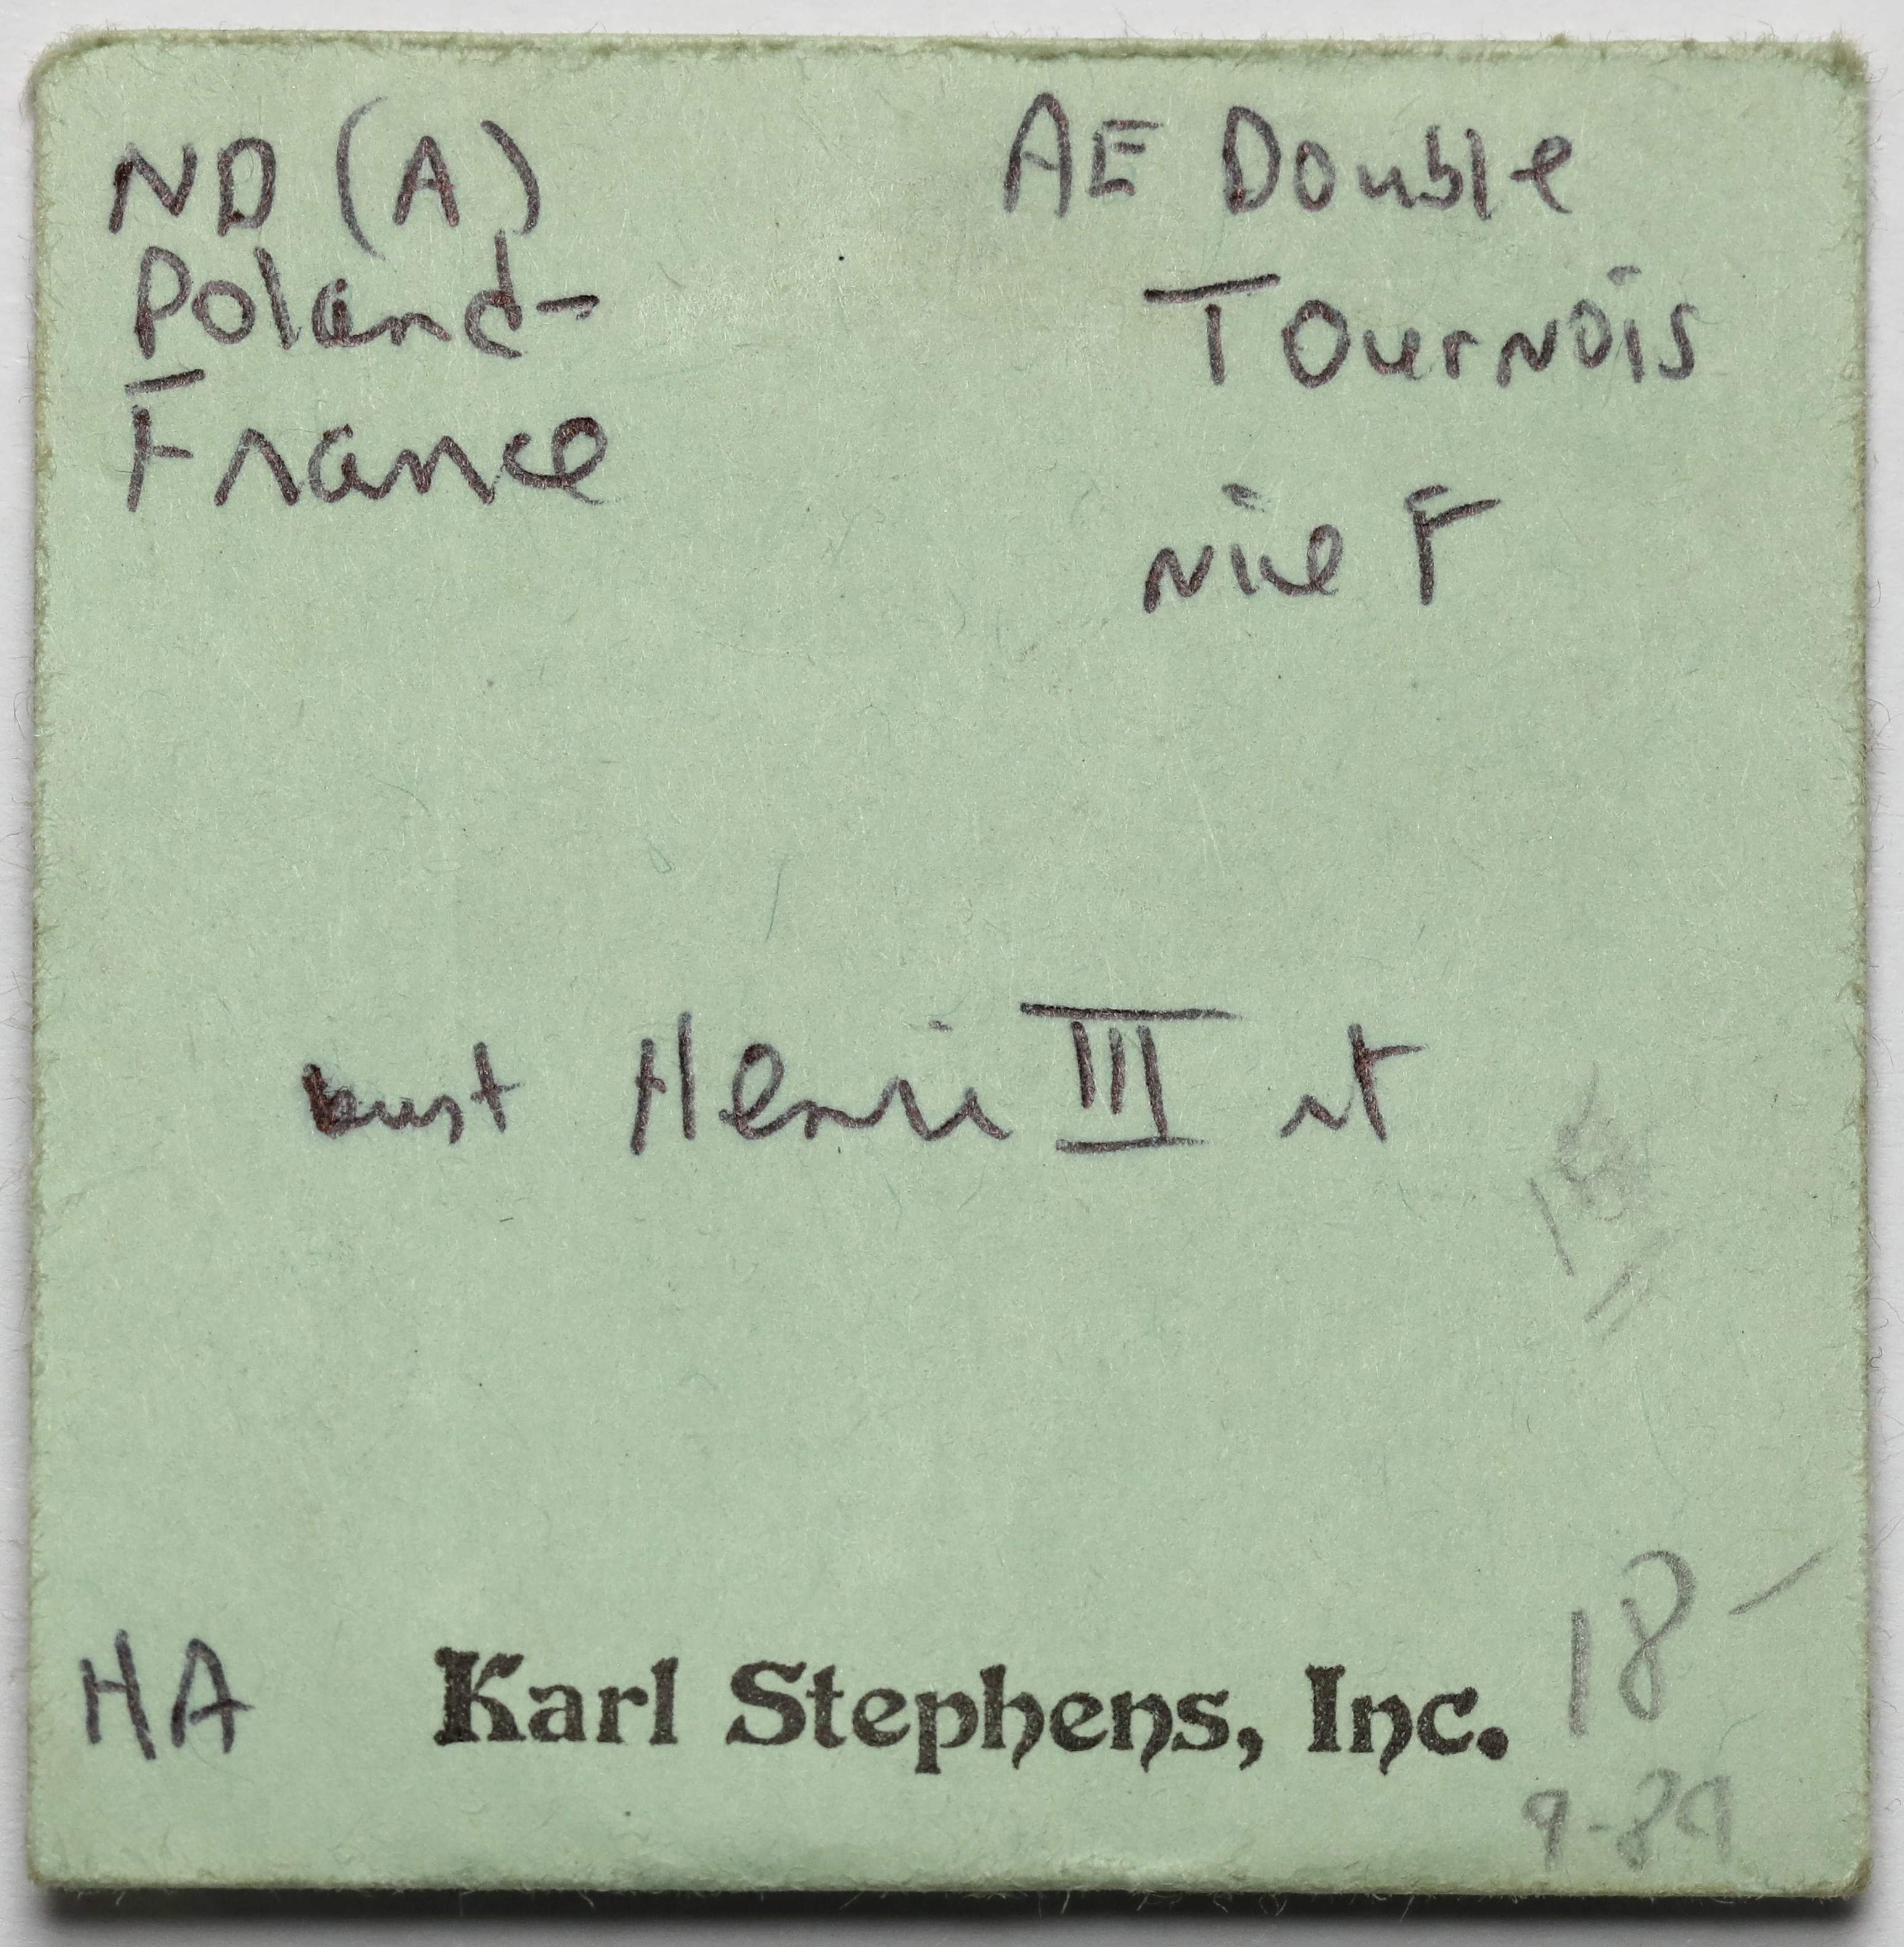 ND (A)
Poland-
France
AE Double
Tournois
nice F
bust Henri III rt
HA
Karl Stephens, Inc.
18-
9-89